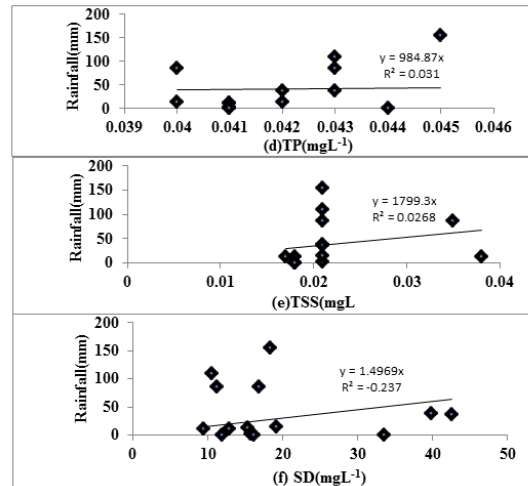 200
150
100
50
0
Rainfall(mm)
y = 984.87x
R² = 0.031
0.039 0.04 0.041 0.042 0.043 0.044 0.045 0.046
(d)TP(mgL⁻¹)
200
150
100
50
0
Rainfall(mm)
y = 1799.3x
R² = 0.0268
0 0.01 0.02 0.03 0.04
(e)TSS(mgL
200
150
100
50
0
Rainfall(mm)
y = 1.4969x
R² = -0.237
0 10 20 30 40 50
(f) SD(mgL⁻¹)